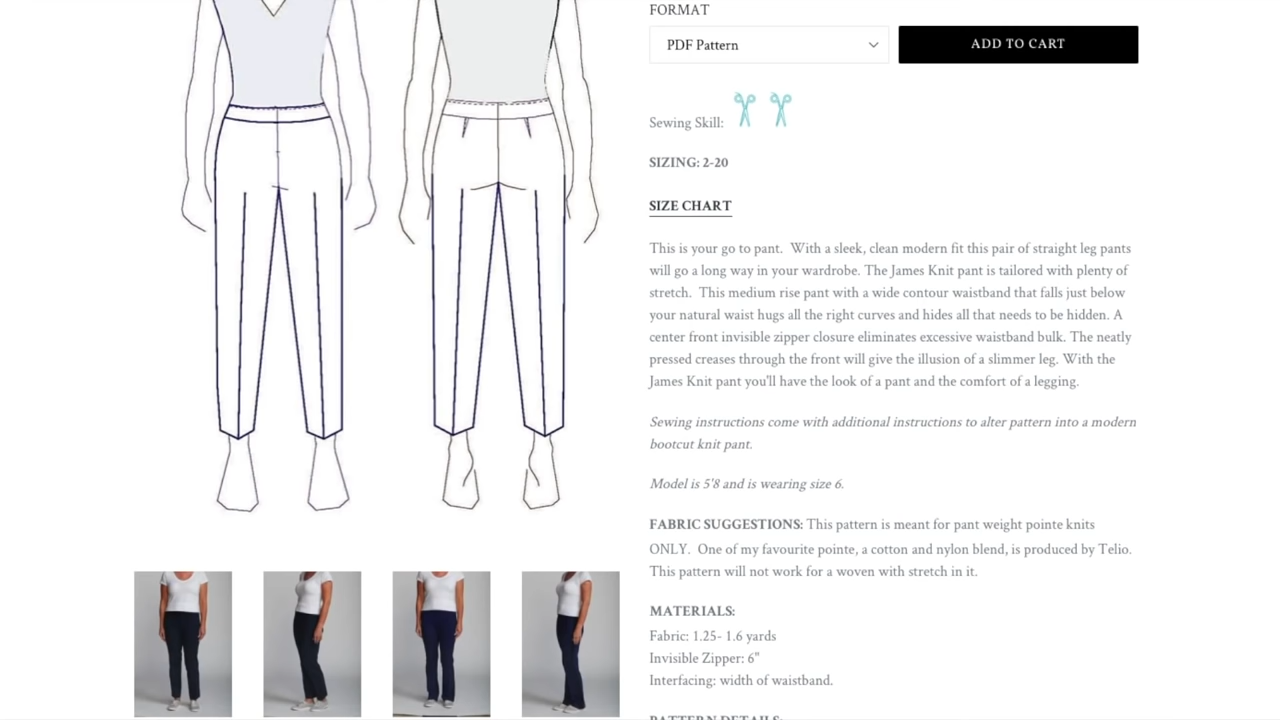 FORMAT
PDF Pattern
ADD TO CART
Sewing Skill:
SIZING: 2-20
SIZE CHART
This is your go to pant.  With a sleek, clean modern fit this pair of straight leg pants
will go a long way in your wardrobe. The James Knit pant is tailored with plenty of
stretch.  This medium rise pant with a wide contour waistband that falls just below
your natural waist hugs all the right curves and hides all that needs to be hidden. A
center front invisible zipper closure eliminates excessive waistband bulk. The neatly
pressed creases through the front will give the illusion of a slimmer leg. With the
James Knit pant you'll have the look of a pant and the comfort of a legging.
Sewing instructions come with additional instructions to alter pattern into a modern
bootcut knit pant.
Model is 5'8 and is wearing size 6.
FABRIC SUGGESTIONS: This pattern is meant for pant weight pointe knits
ONLY.  One of my favourite pointe, a cotton and nylon blend, is produced by Telio.
This pattern will not work for a woven with stretch in it.
MATERIALS:
Fabric: 1.25- 1.6 yards
Invisible Zipper: 6"
Interfacing: width of waistband.
PATTERN DETAILS: